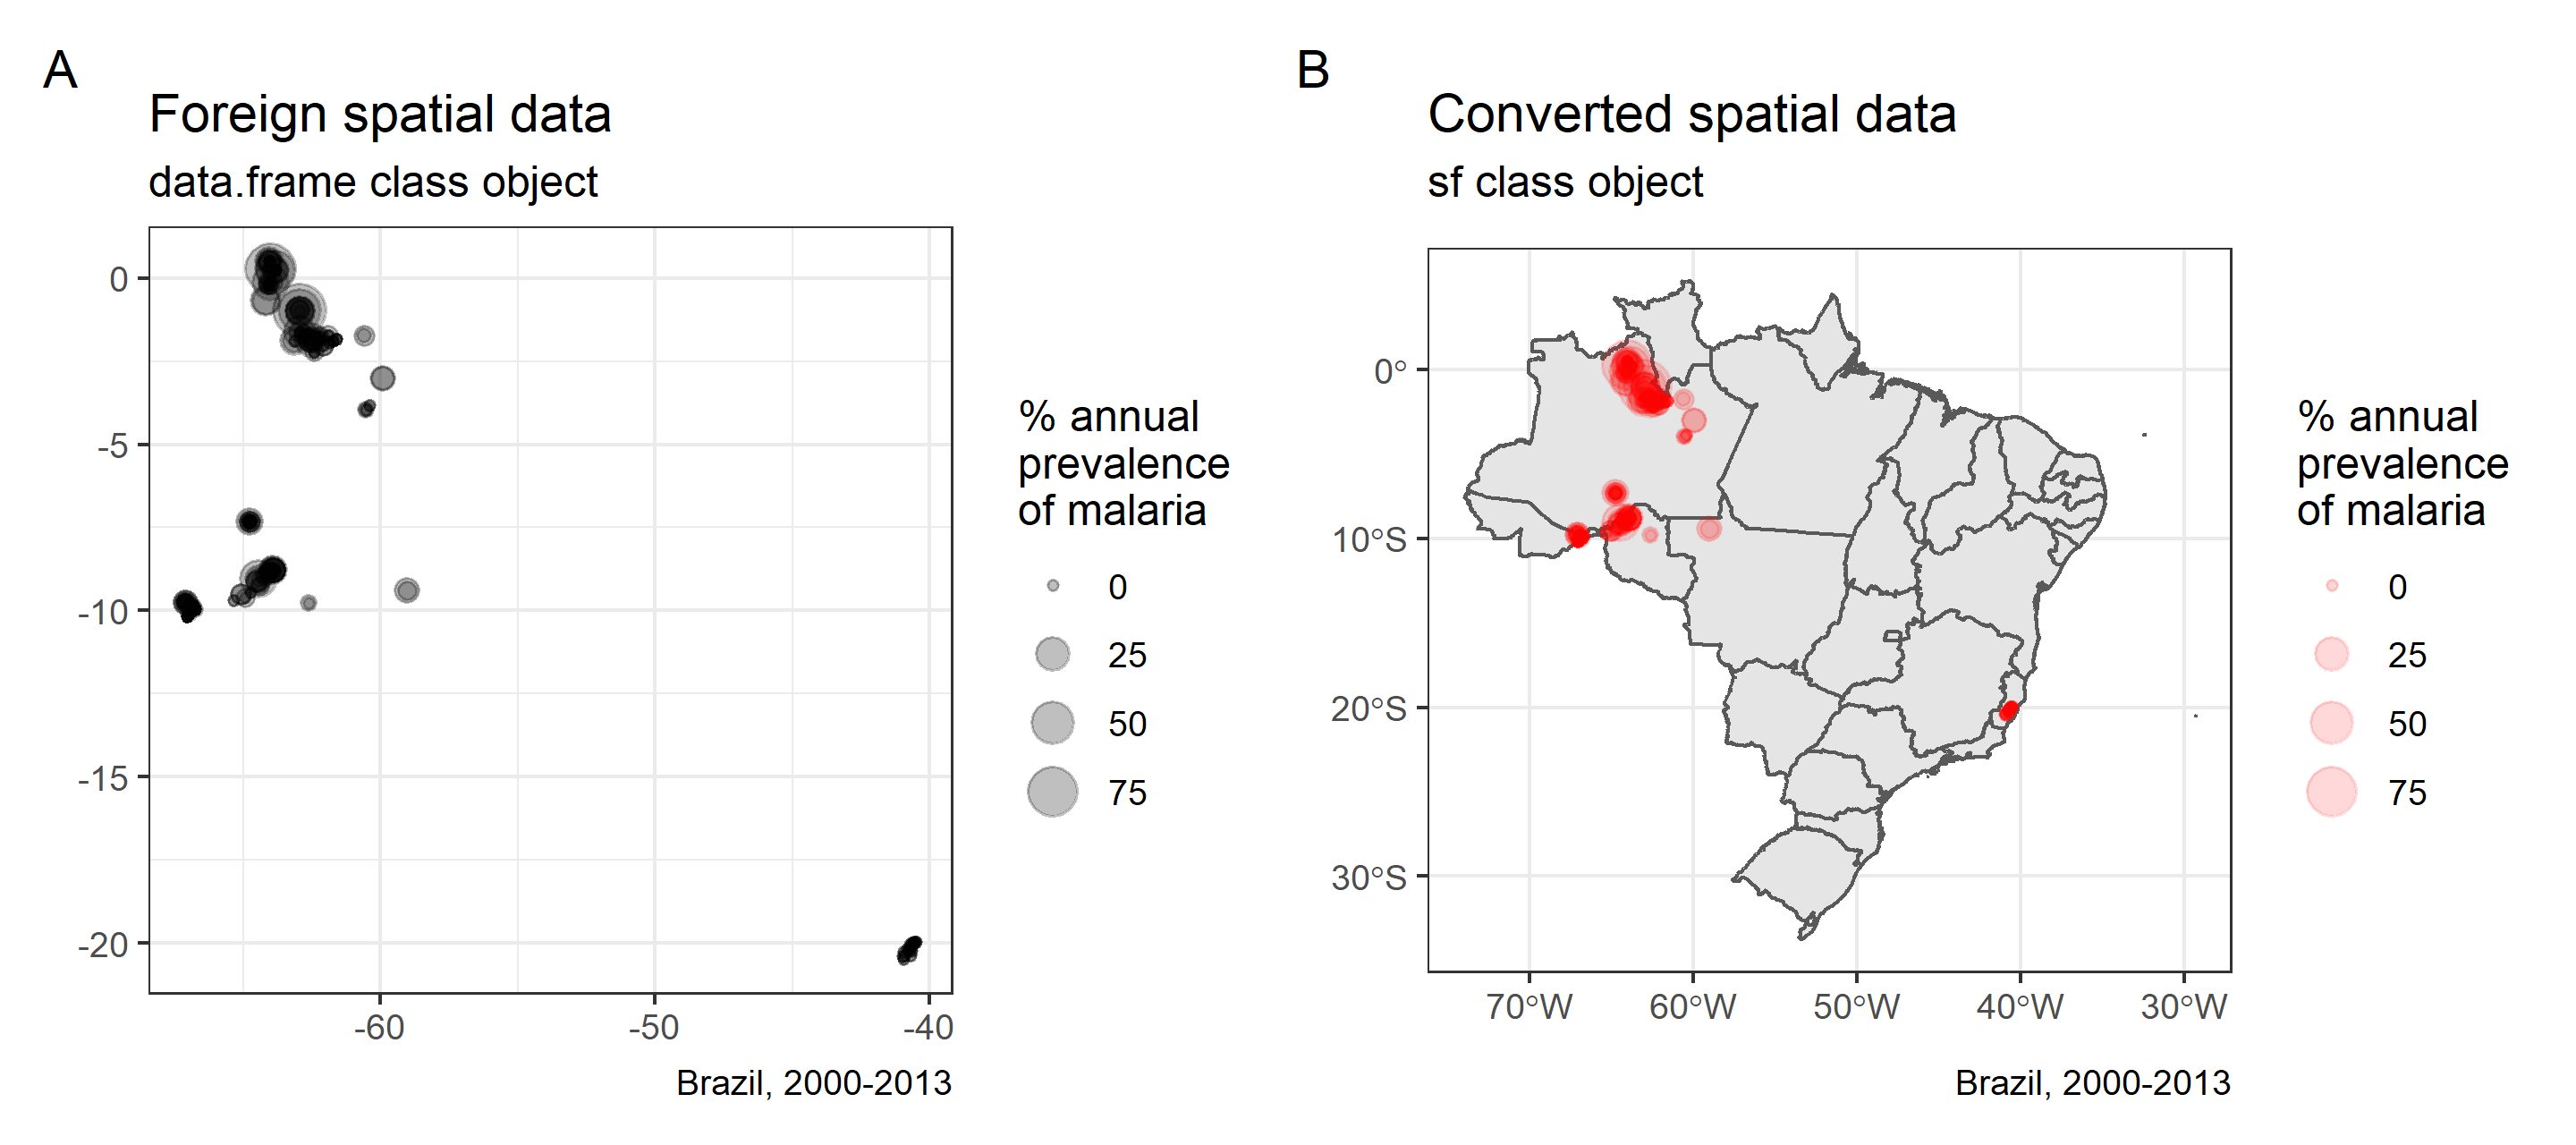 A
Foreign spatial data
data.frame class object
0
-5
-10
-15
-20
-60
-50
-40
Brazil, 2000-2013
% annual
prevalence
of malaria
0
25
50
75
B
Converted spatial data
sf class object
0°
10°S
20°S
30°S
70°W
60°W
50°W
40°W
30°W
Brazil, 2000-2013
% annual
prevalence
of malaria
0
25
50
75